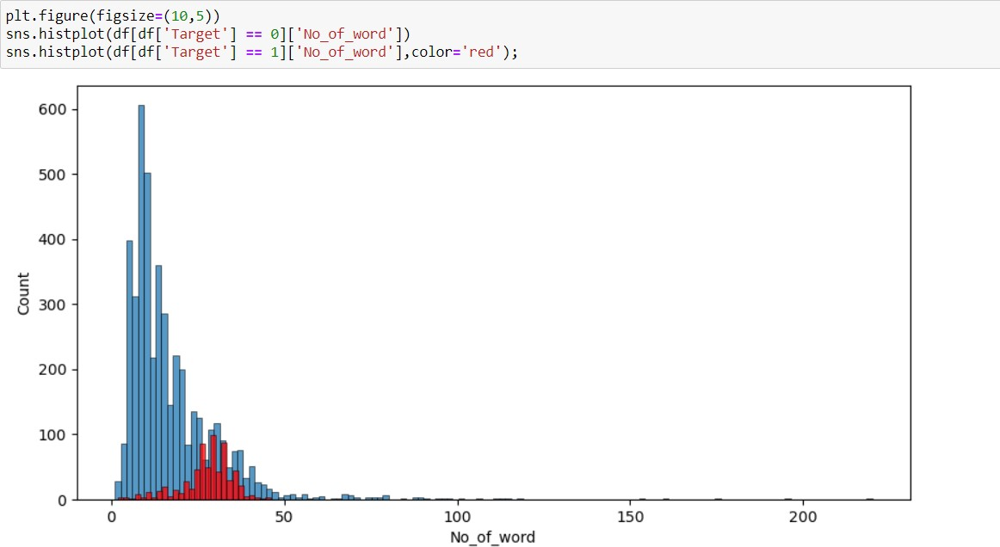 plt.figure(figsize=(10,5))
sns.histplot(df[df['Target'] == 0]['No_of_word'])
sns.histplot(df[df['Target'] == 1]['No_of_word'],color='red');
600
500
400
300
200
100
0
Count
0 50 100 150 200
No_of_word